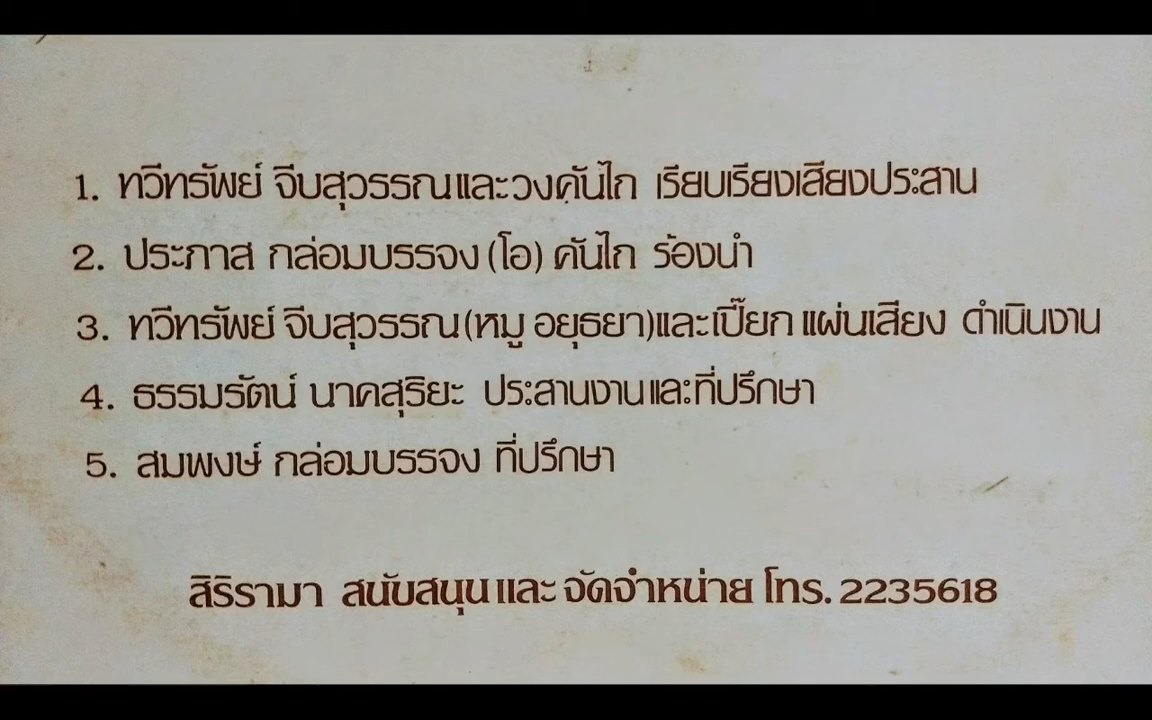 1. ทวีทรัพย์ จีบสุวรรณและวงคันไถ เรียบเรียงเสียงประสาน
2. ประภาส กล่อมบรรจง (โอ) คันไถ ร้องนำ
3. ทวีทรัพย์ จีบสุวรรณ(หมู อยุธยา)และเปี๊ยก แผ่นเสียง ดำเนินงาน
4. ธรรมรัตน์ นาคสุริยะ ประสานงานและที่ปรึกษา
5. สมพงษ์ กล่อมบรรจง ที่ปรึกษา
สิริรามา สนับสนุนและ จัดจำหน่าย โทร. 2235618